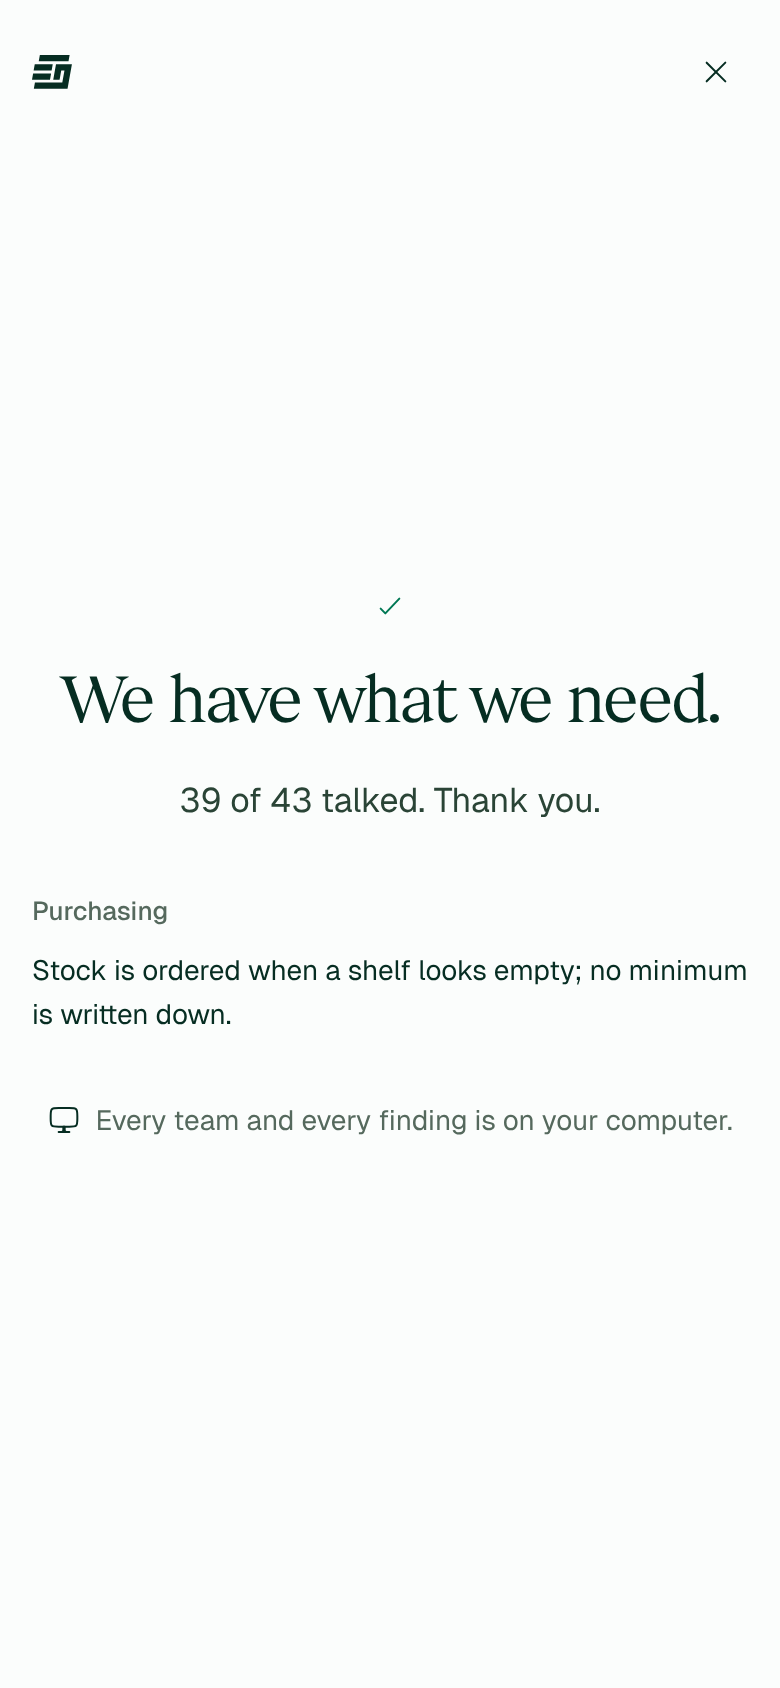 We have what we need.
39 of 43 talked. Thank you.
Purchasing
Stock is ordered when a shelf looks empty; no minimum
is written down.
Every team and every finding is on your computer.